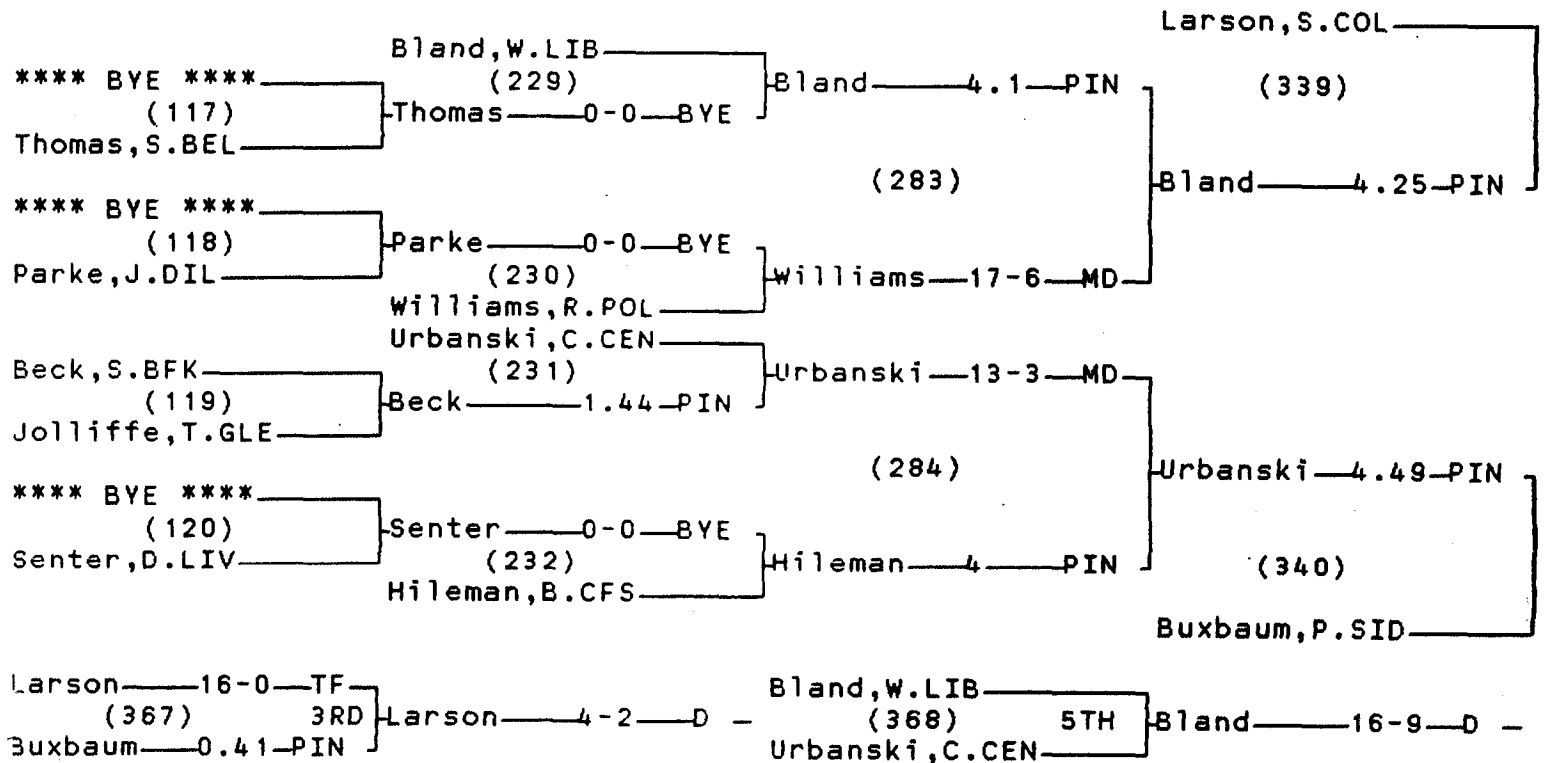 Larson,S.COL
Bland,W.LIB
**** BYE **** (229) Bland 4.1 PIN (339)
(117) Thomas 0-0 BYE
Thomas,S.BEL
(283) Bland 4.25 PIN
**** BYE ****
(118) Parke 0-0 BYE
Parke,J.DIL (230) Williams 17-6 MD
Williams,R.POL
Urbanski,C.CEN
Beck,S.BFK (231) Urbanski 13-3 MD
(119) Beck 1.44 PIN
Jolliffe,T.GLE
(284) Urbanski 4.49 PIN
**** BYE ****
(120) Senter 0-0 BYE
Senter,D.LIV (232) Hileman 4 PIN (340)
Hileman,B.CFS
Buxbaum,P.SID
Larson 16-0 TF Bland,W.LIB
(367) 3RD Larson 4-2 D (368) 5TH Bland 16-9 D
Buxbaum 0.41 PIN Urbanski,C.CEN